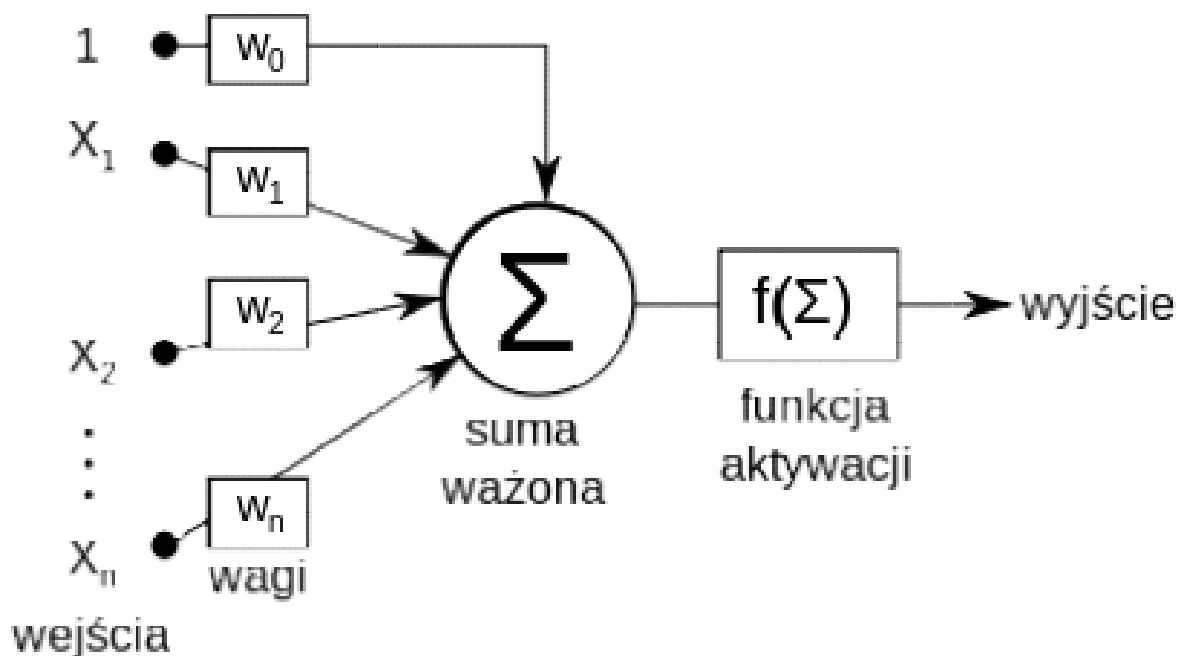 1
w₀
X₁
w₁
w₂
X₂
wₙ
Xₙ
wagi
wejścia
Σ
suma
ważona
f(Σ)
funkcja
aktywacji
wyjście